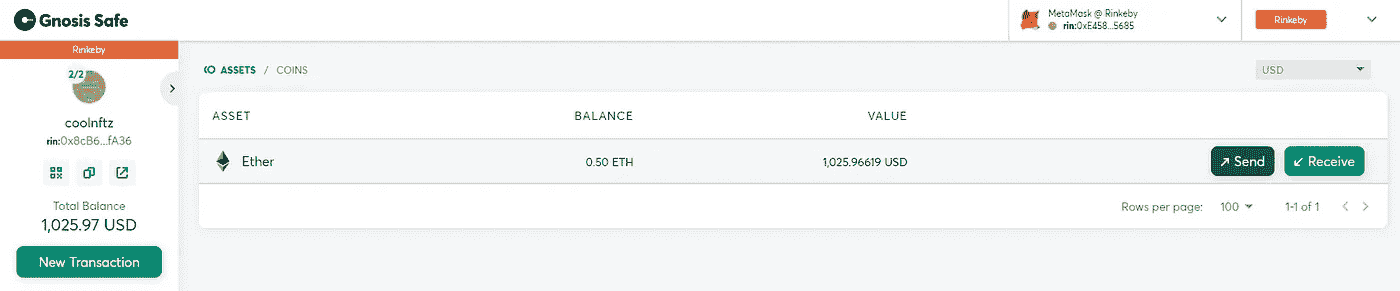 Gnosis Safe
MetaMask @ Rinkeby
rin:0xE458...5685
Rinkeby
Rinkeby
2/2
coolnftz
rin:0x8cB6...fA36
Total Balance
1,025.97 USD
New Transaction
ASSETS / COINS
USD
ASSET BALANCE VALUE
Ether 0.50 ETH 1,025.96619 USD Send Receive
Rows per page: 100 1-1 of 1